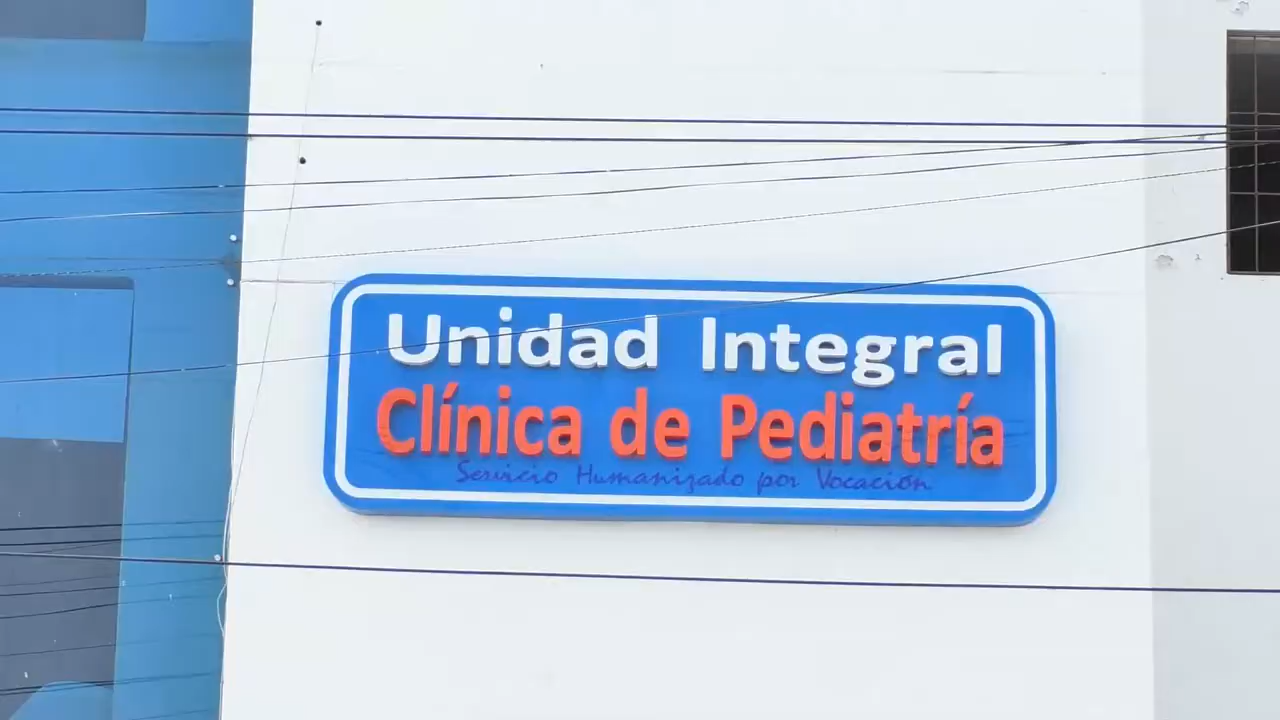 Unidad Integral
Clínica de Pediatría
Servicio Humanizado por Vocación